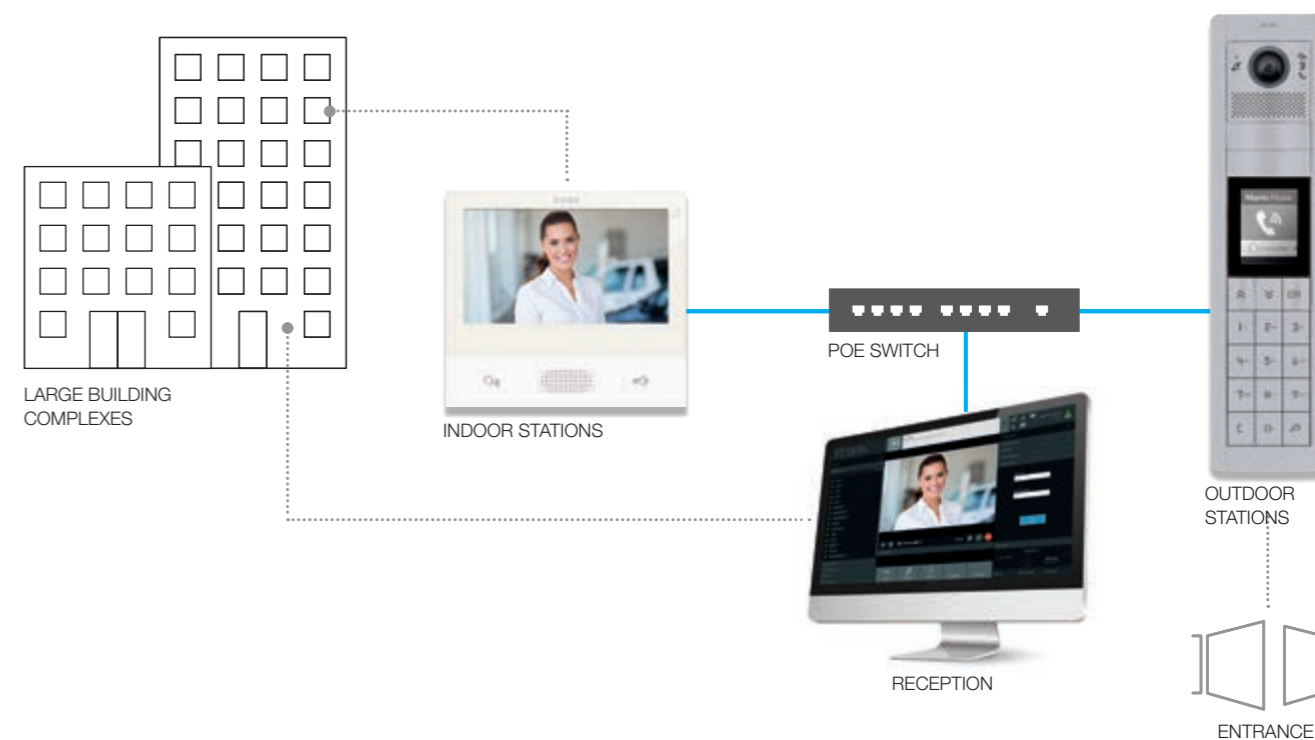 LARGE BUILDING
COMPLEXES
INDOOR STATIONS
POE SWITCH
RECEPTION
OUTDOOR
STATIONS
ENTRANCE